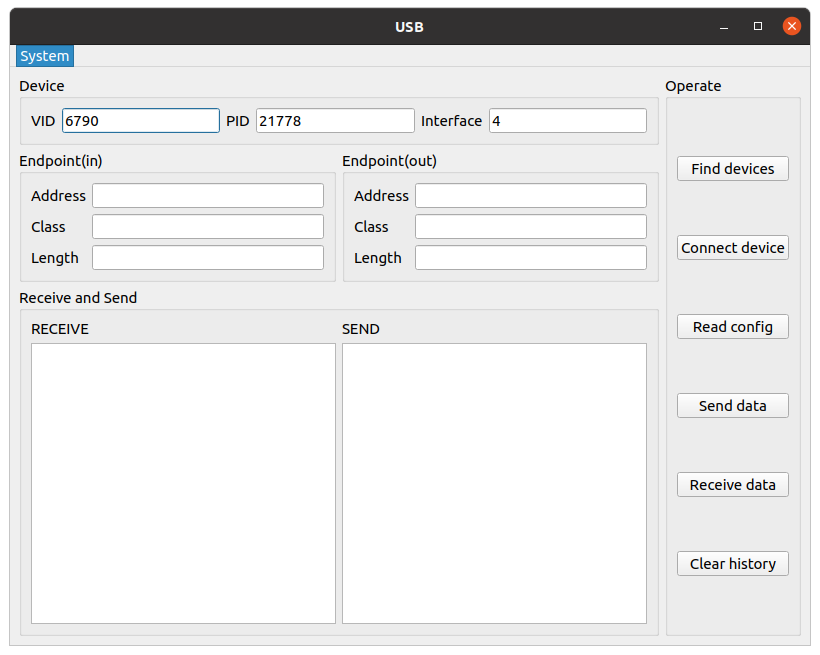 USB
System
Device
Operate
VID 6790 PID 21778 Interface 4
Endpoint(in)
Endpoint(out)
Address
Class
Length
Address
Class
Length
Receive and Send
RECEIVE
SEND
Find devices
Connect device
Read config
Send data
Receive data
Clear history